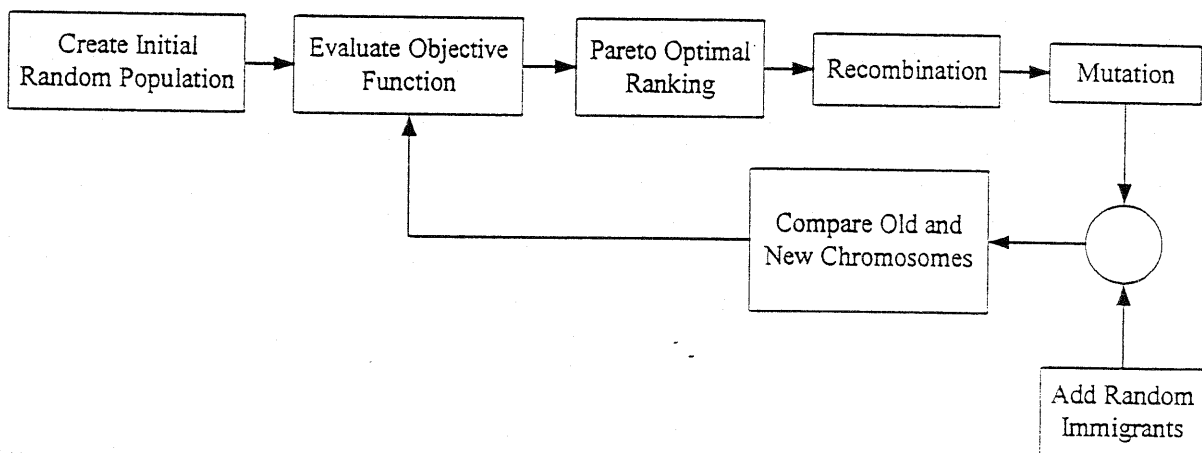 Create Initial
Random Population
Evaluate Objective
Function
Pareto Optimal
Ranking
Recombination
Mutation
Compare Old and
New Chromosomes
Add Random
Immigrants